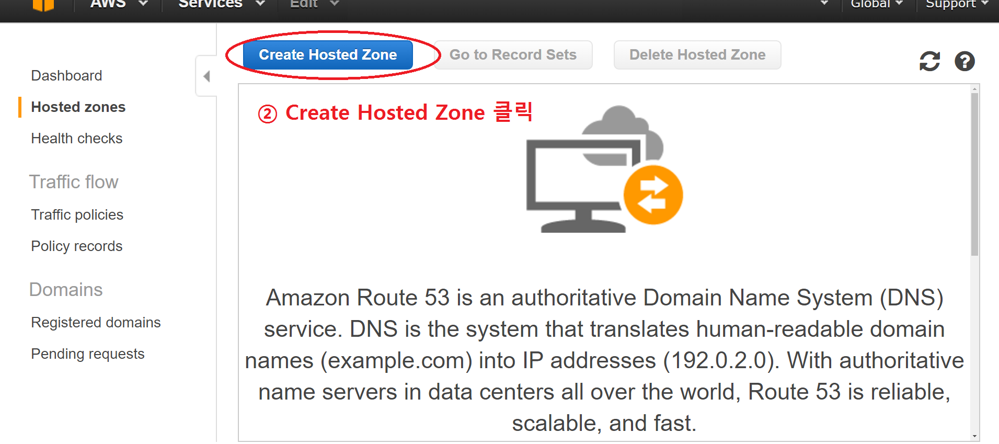 AWS Services Edit Global Support
Create Hosted Zone Go to Record Sets Delete Hosted Zone
Dashboard
Hosted zones
Health checks
Traffic flow
Traffic policies
Policy records
Domains
Registered domains
Pending requests
② Create Hosted Zone 클릭
Amazon Route 53 is an authoritative Domain Name System (DNS)
service. DNS is the system that translates human-readable domain
names (example.com) into IP addresses (192.0.2.0). With authoritative
name servers in data centers all over the world, Route 53 is reliable,
scalable, and fast.